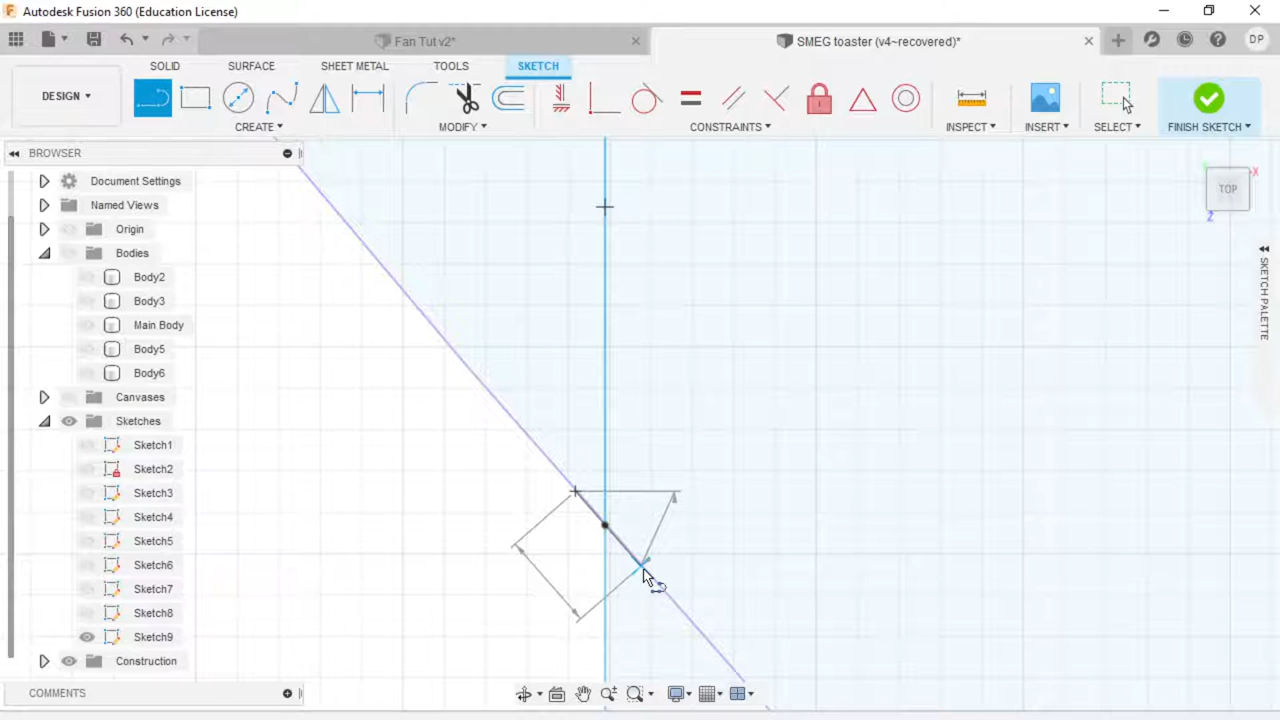 Autodesk Fusion 360 (Education License)
Fan Tut v2*
SMEG toaster (v4~recovered)*
DP
DESIGN
SOLID
SURFACE
SHEET METAL
TOOLS
SKETCH
CREATE
MODIFY
CONSTRAINTS
INSPECT
INSERT
SELECT
FINISH SKETCH
BROWSER
Document Settings
Named Views
Origin
Bodies
Body2
Body3
Main Body
Body5
Body6
Canvases
Sketches
Sketch1
Sketch2
Sketch3
Sketch4
Sketch5
Sketch6
Sketch7
Sketch8
Sketch9
Construction
COMMENTS
TOP
X
Z
SKETCH PALETTE